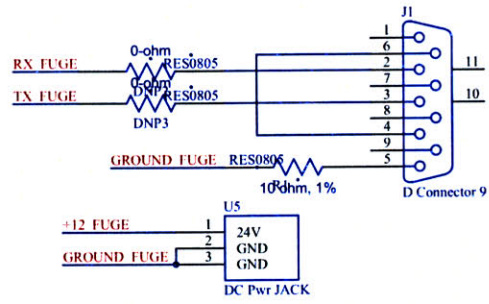 J1
1
6
0-ohm
RX FUGE RES0805 2 11
7
0-ohm
TX FUGE RES0805 3 10
DNP3 8
4
9
GROUND FUGE RES0805 5
10 ohm, 1% D Connector 9
U5
+12 FUGE 1 24V
2 GND
GROUND FUGE 3 GND
DC Pwr JACK